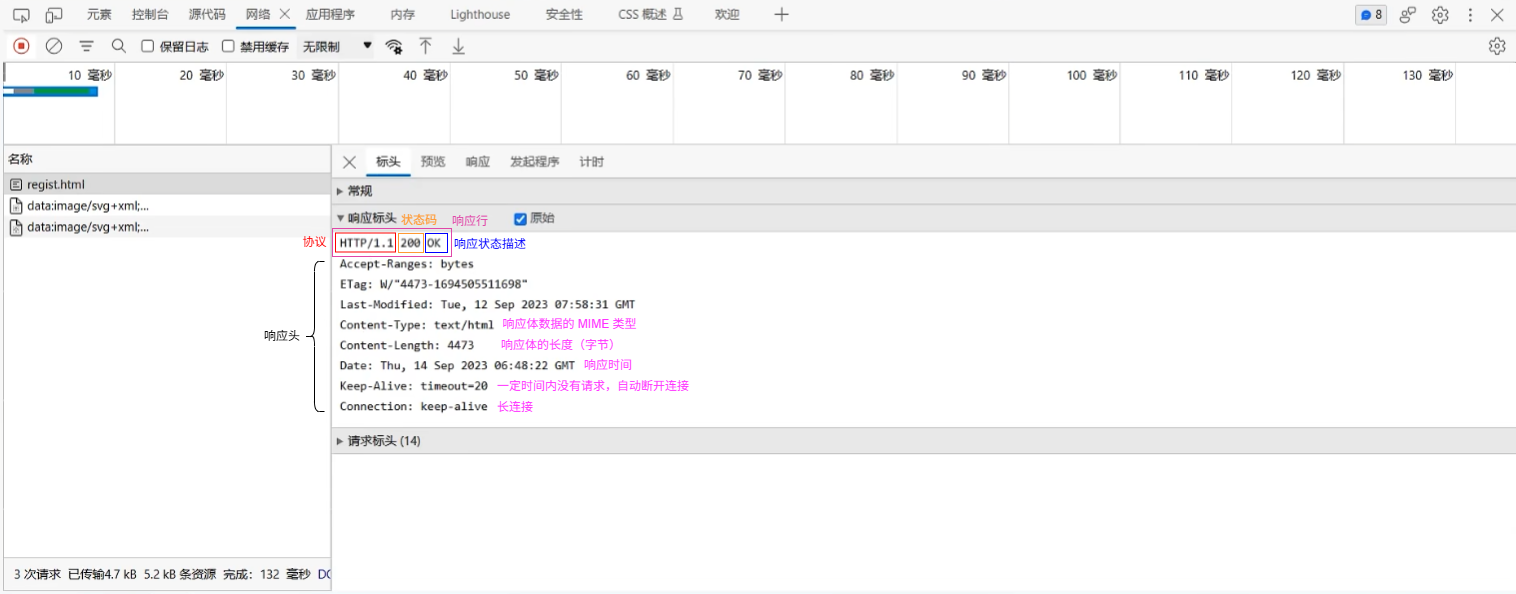 元素 控制台 源代码 网络 应用程序 内存 Lighthouse 安全性 CSS 概述 欢迎 8
保留日志 禁用缓存 无限制
10 毫秒 20 毫秒 30 毫秒 40 毫秒 50 毫秒 60 毫秒 70 毫秒 80 毫秒 90 毫秒 100 毫秒 110 毫秒 120 毫秒 130 毫秒
名称
regist.html
data:image/svg+xml;...
data:image/svg+xml;...
标头 预览 响应 发起程序 计时
常规
响应标头 状态码 响应行 原始
协议 HTTP/1.1 200 OK 响应状态描述
Accept-Ranges: bytes
ETag: W/"4473-1694505511698"
Last-Modified: Tue, 12 Sep 2023 07:58:31 GMT
Content-Type: text/html 响应体数据的 MIME 类型
响应头
Content-Length: 4473 响应体的长度（字节）
Date: Thu, 14 Sep 2023 06:48:22 GMT 响应时间
Keep-Alive: timeout=20 一定时间内没有请求，自动断开连接
Connection: keep-alive 长连接
请求标头 (14)
3 次请求 已传输4.7 kB 5.2 kB 条资源 完成：132 毫秒